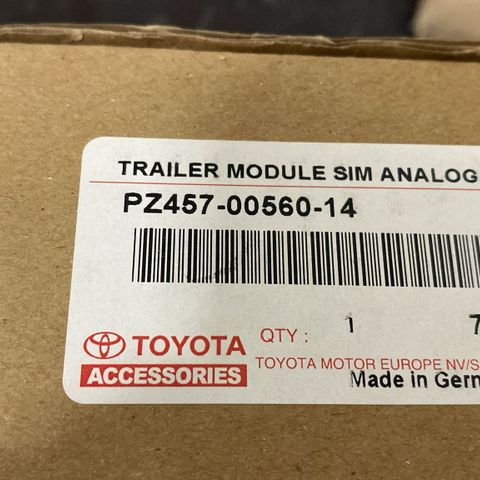 TRAILER MODULE SIM ANALOG
PZ457-00560-14
QTY : 1 7
TOYOTA
ACCESSORIES
TOYOTA MOTOR EUROPE NV/S
Made in Germ